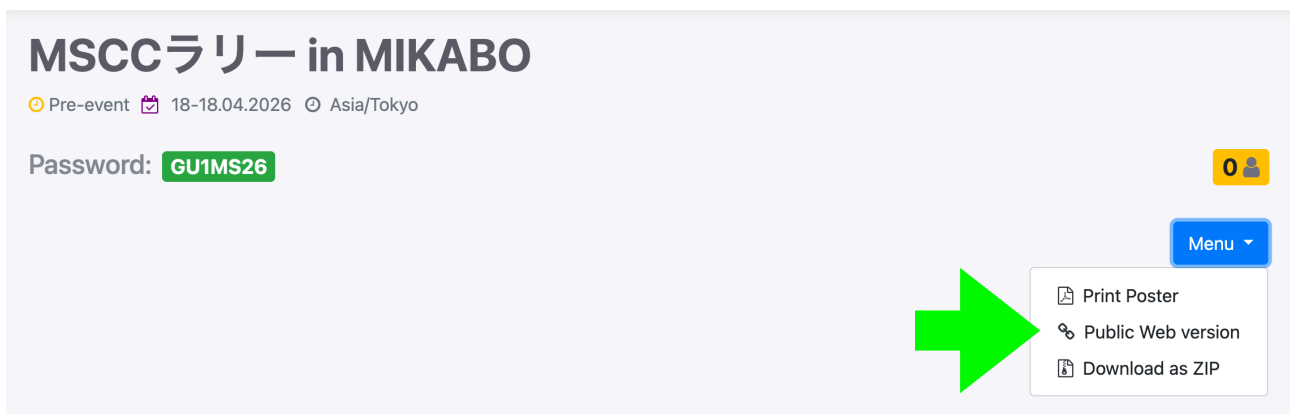 MSCCラリー in MIKABO
Pre-event 18-18.04.2026 Asia/Tokyo
Password: GU1MS26
0
Menu
Print Poster
Public Web version
Download as ZIP